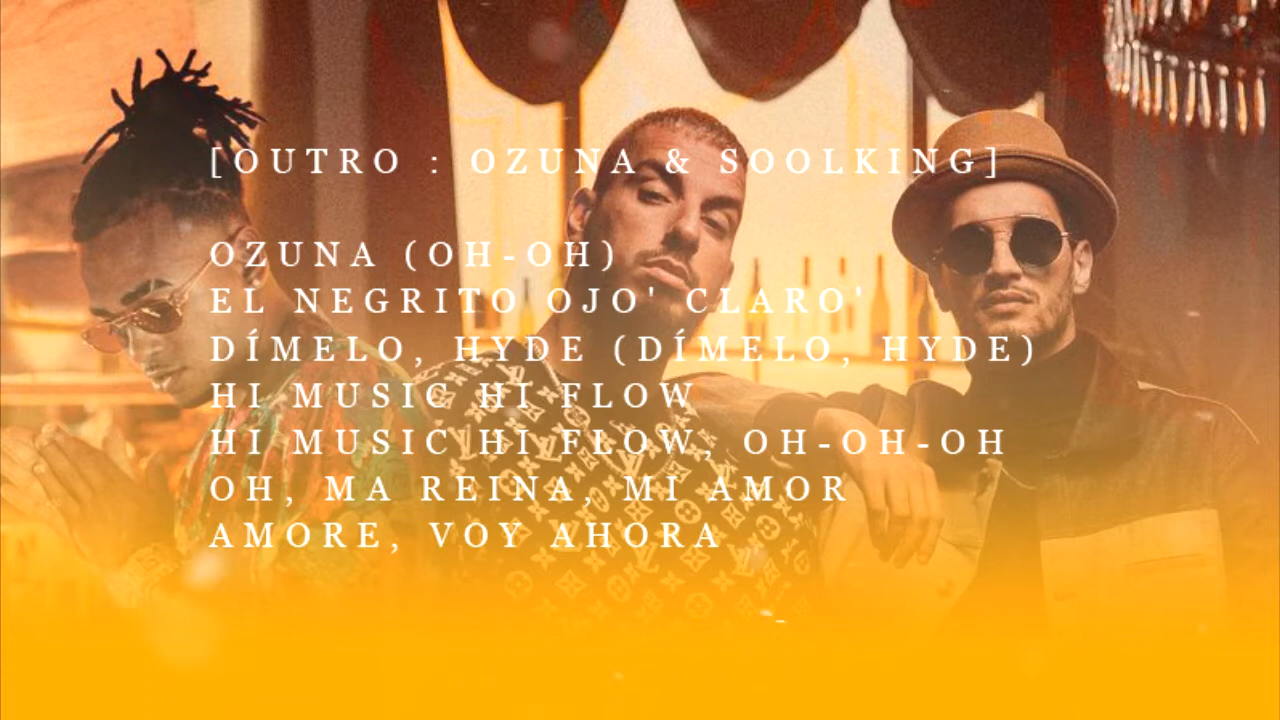 [OUTRO : OZUNA & SOOLKING]
OZUNA (OH-OH)
EL NEGRITO OJO' CLARO'
DÍMELO, HYDE (DÍMELO, HYDE)
HI MUSIC HI FLOW
HI MUSIC HI FLOW, OH-OH-OH
OH, MA REINA, MI AMOR
AMORE, VOY AHORA